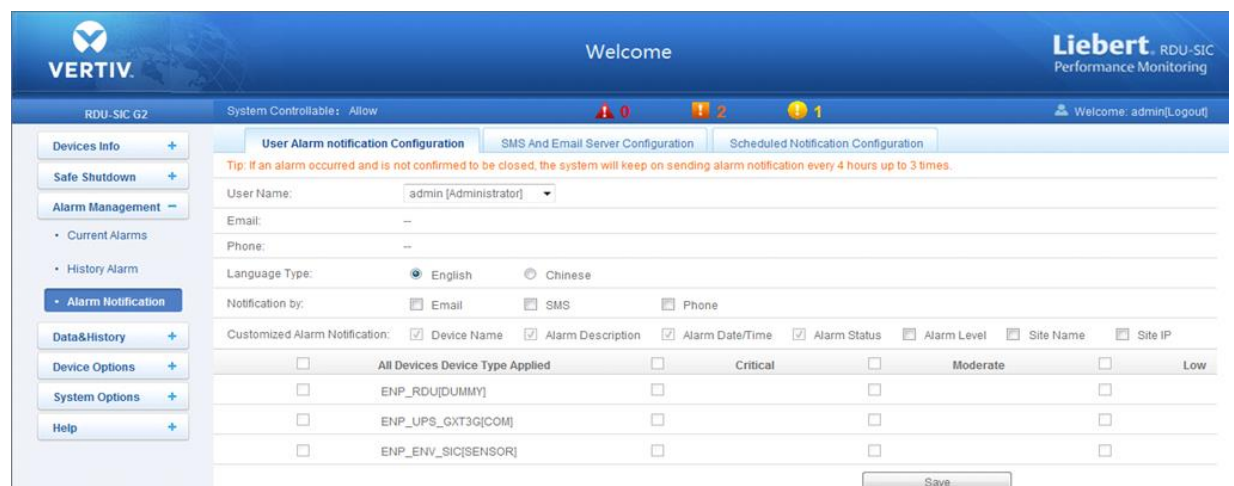 VERTIV.
Welcome
Liebert. RDU-SIC
Performance Monitoring
RDU-SIC G2
System Controllable: Allow
0
2
1
Welcome: admin[Logout]
Devices Info +
Safe Shutdown +
Alarm Management −
• Current Alarms
• History Alarm
• Alarm Notification
Data&History +
Device Options +
System Options +
Help +
User Alarm notification Configuration
SMS And Email Server Configuration
Scheduled Notification Configuration
Tip: If an alarm occurred and is not confirmed to be closed, the system will keep on sending alarm notification every 4 hours up to 3 times.
User Name: admin [Administrator]
Email: --
Phone: --
Language Type: English Chinese
Notification by: Email SMS Phone
Customized Alarm Notification: Device Name Alarm Description Alarm Date/Time Alarm Status Alarm Level Site Name Site IP
All Devices Device Type Applied Critical Moderate Low
ENP_RDU[DUMMY]
ENP_UPS_GXT3G[COM]
ENP_ENV_SIC[SENSOR]
Save